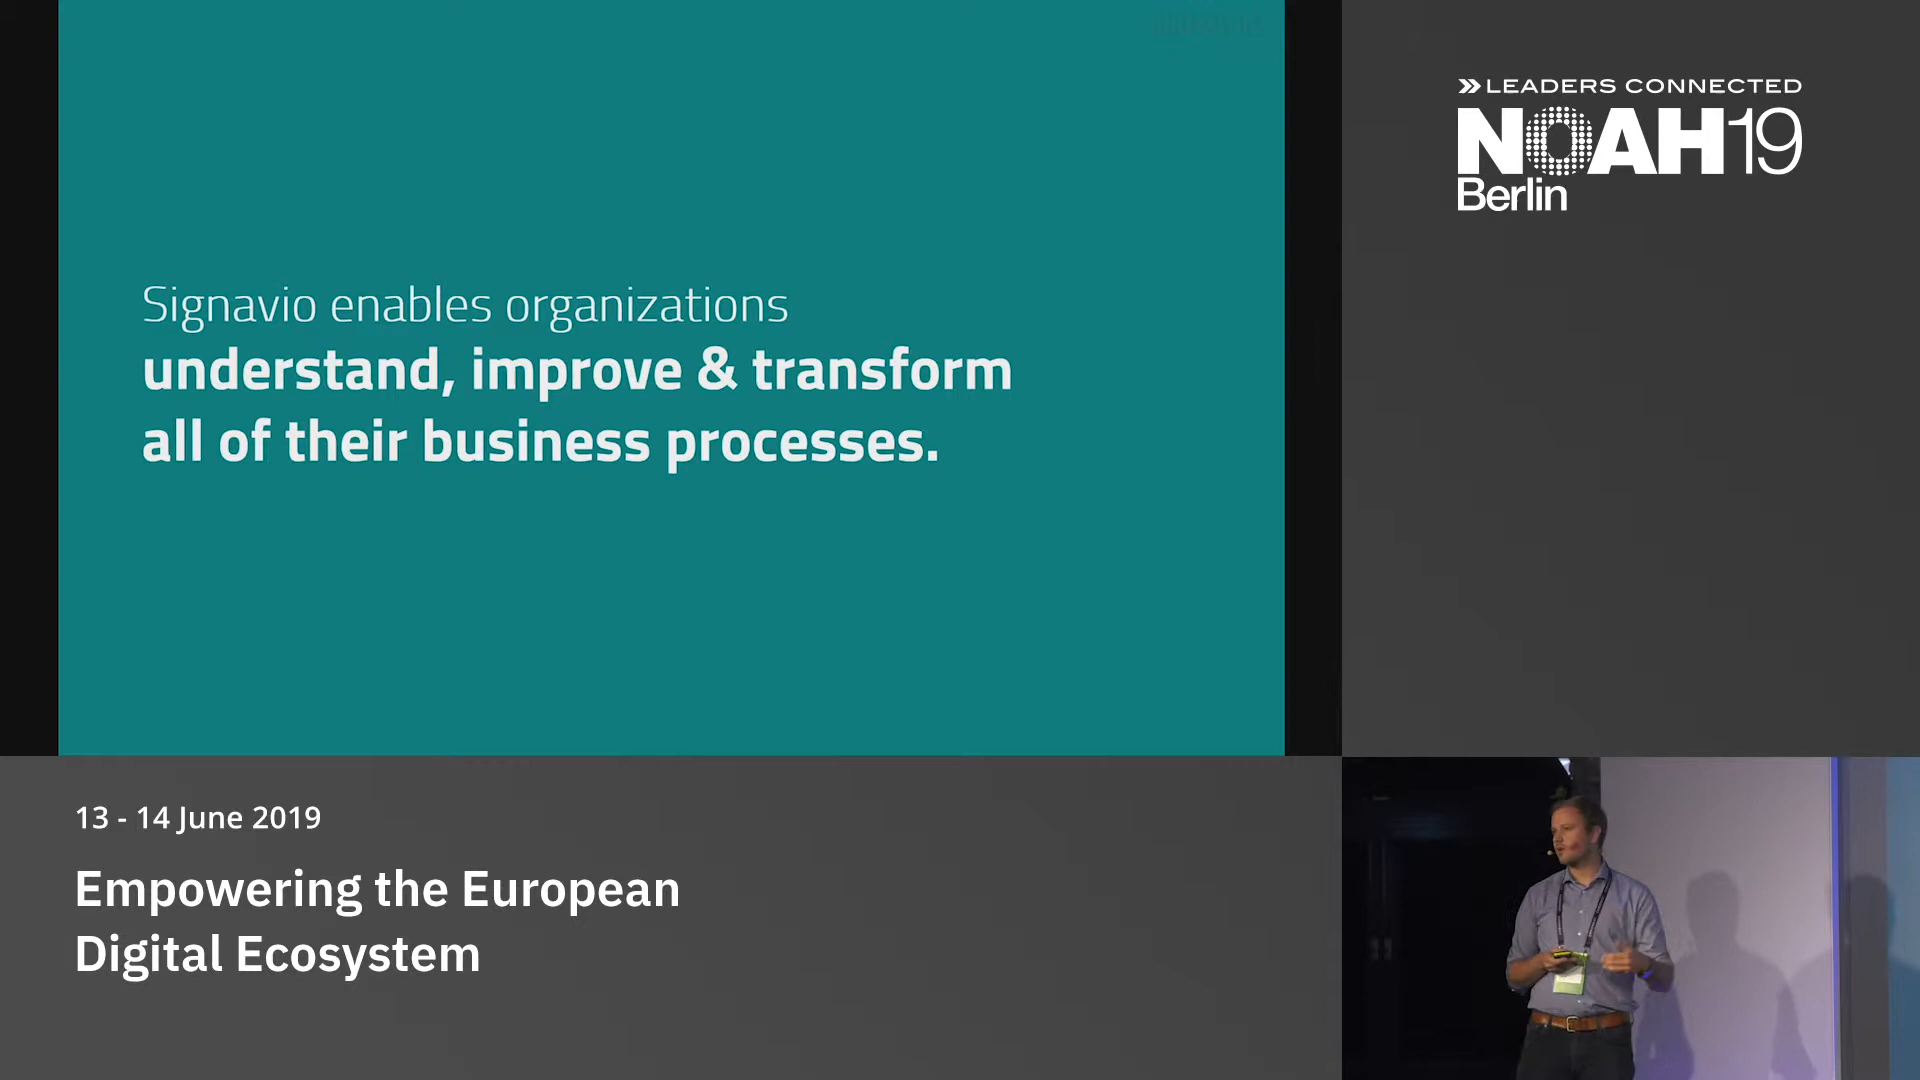 LEADERS CONNECTED
NOAH19
Berlin
Signavio enables organizations
understand, improve & transform
all of their business processes.
13 - 14 June 2019
Empowering the European
Digital Ecosystem